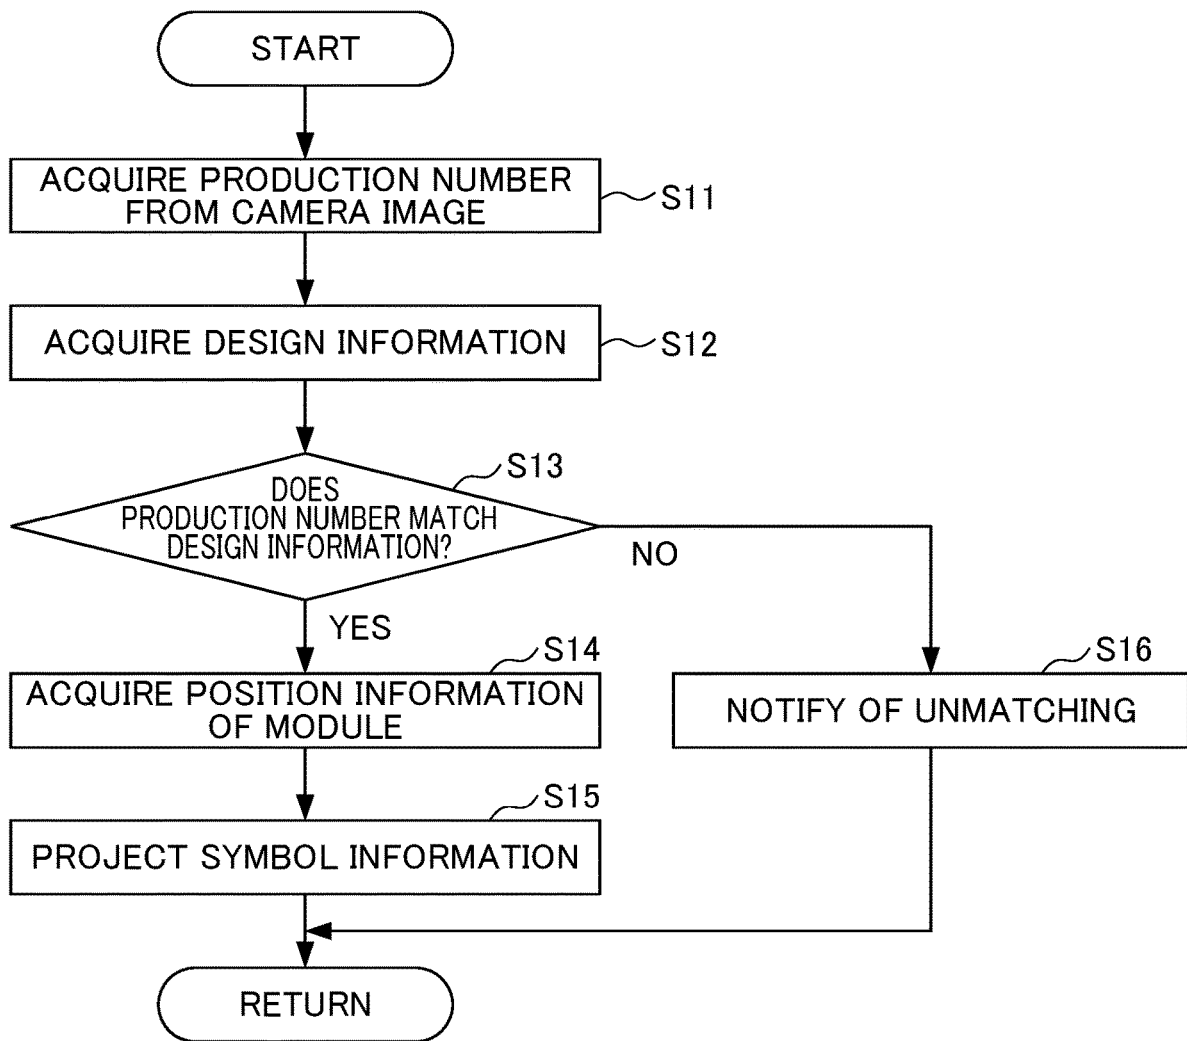 START
ACQUIRE PRODUCTION NUMBER
FROM CAMERA IMAGE
S11
ACQUIRE DESIGN INFORMATION
S12
S13
DOES
PRODUCTION NUMBER MATCH
DESIGN INFORMATION?
NO
YES
S14
ACQUIRE POSITION INFORMATION
OF MODULE
S16
NOTIFY OF UNMATCHING
S15
PROJECT SYMBOL INFORMATION
RETURN